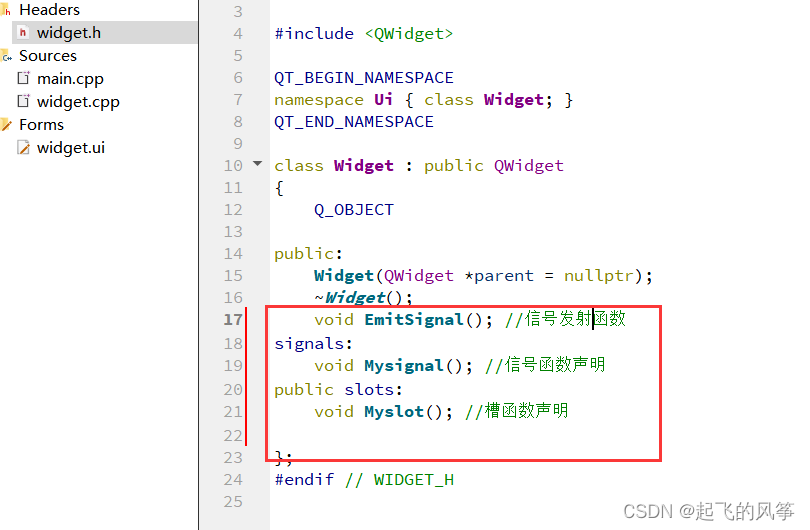 Headers
widget.h
Sources
main.cpp
widget.cpp
Forms
widget.ui
3
4 #include <QWidget>
5
6 QT_BEGIN_NAMESPACE
7 namespace Ui { class Widget; }
8 QT_END_NAMESPACE
9
10 class Widget : public QWidget
11 {
12 Q_OBJECT
13
14 public:
15 Widget(QWidget *parent = nullptr);
16 ~Widget();
17 void EmitSignal(); //信号发射函数
18 signals:
19 void Mysignal(); //信号函数声明
20 public slots:
21 void Myslot(); //槽函数声明
22
23 };
24 #endif // WIDGET_H
25
CSDN @起飞的风筝